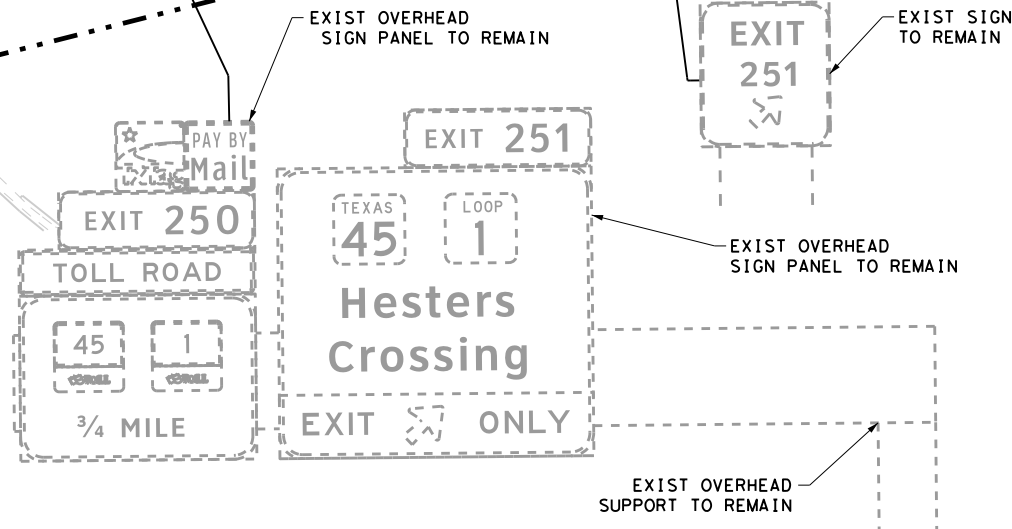 EXIST OVERHEAD
SIGN PANEL TO REMAIN
EXIT
251
EXIST SIGN
TO REMAIN
PAY BY
Mail
EXIT 251
EXIT 250
TOLL ROAD
45
1
¾ MILE
TEXAS
45
LOOP
1
Hesters
Crossing
EXIT ONLY
EXIST OVERHEAD
SIGN PANEL TO REMAIN
EXIST OVERHEAD
SUPPORT TO REMAIN